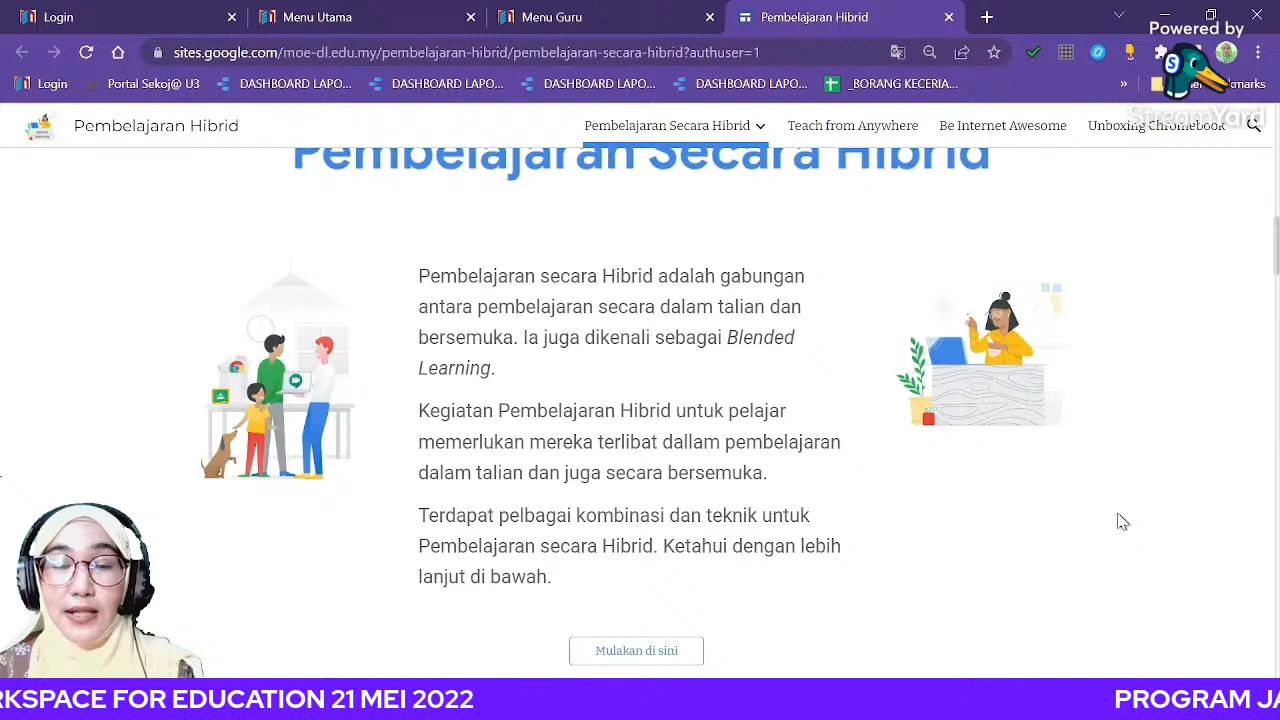 Login
Menu Utama
Menu Guru
Pembelajaran Hibrid
Powered by
sites.google.com/moe-dl.edu.my/pembelajaran-hibrid/pembelajaran-secara-hibrid?authuser=1
Login
Portal Sekoj@ U3
DASHBOARD LAPO...
DASHBOARD LAPO...
DASHBOARD LAPO...
DASHBOARD LAPO...
_BORANG KECERIA...
»
StreamYard
Pembelajaran Hibrid
Pembelajaran Secara Hibrid
Teach from Anywhere
Be Internet Awesome
Unboxing Chromebook
Pembelajaran Secara Hibrid
Pembelajaran secara Hibrid adalah gabungan
antara pembelajaran secara dalam talian dan
bersemuka. Ia juga dikenali sebagai Blended
Learning.
Kegiatan Pembelajaran Hibrid untuk pelajar
memerlukan mereka terlibat dallam pembelajaran
dalam talian dan juga secara bersemuka.
Terdapat pelbagai kombinasi dan teknik untuk
Pembelajaran secara Hibrid. Ketahui dengan lebih
lanjut di bawah.
Mulakan di sini
RKSPACE FOR EDUCATION 21 MEI 2022
PROGRAM JA